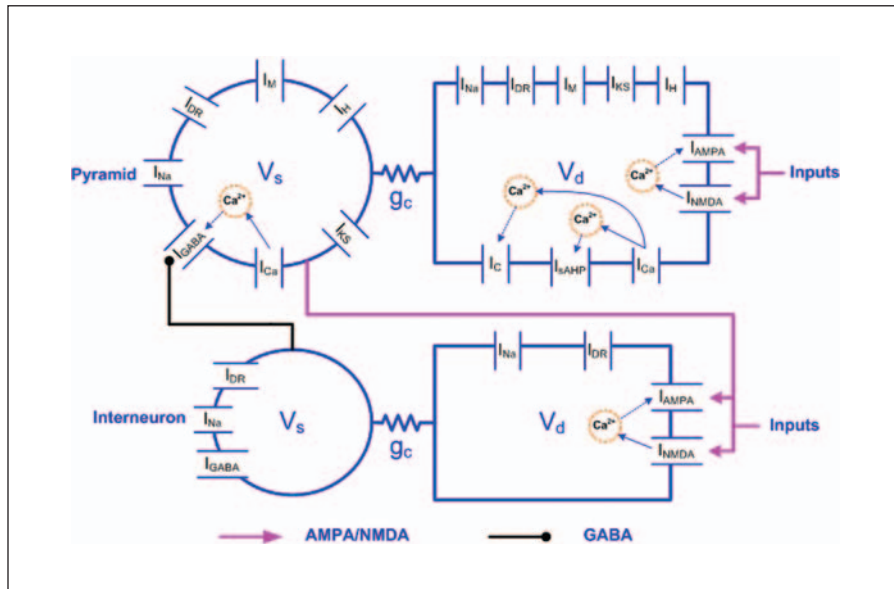 I_M
I_DR
I_H
I_Na
I_DR
I_M
I_KS
I_H
Pyramid
I_Na
V_s
Ca2+
I_GABA
I_Ca
I_KS
g_c
V_d
Ca2+
Ca2+
Ca2+
I_AMPA
I_NMDA
Inputs
I_C
I_sAHP
I_Ca
I_DR
Interneuron
I_Na
V_s
I_GABA
g_c
I_Na
I_DR
V_d
Ca2+
I_AMPA
I_NMDA
Inputs
AMPA/NMDA
GABA